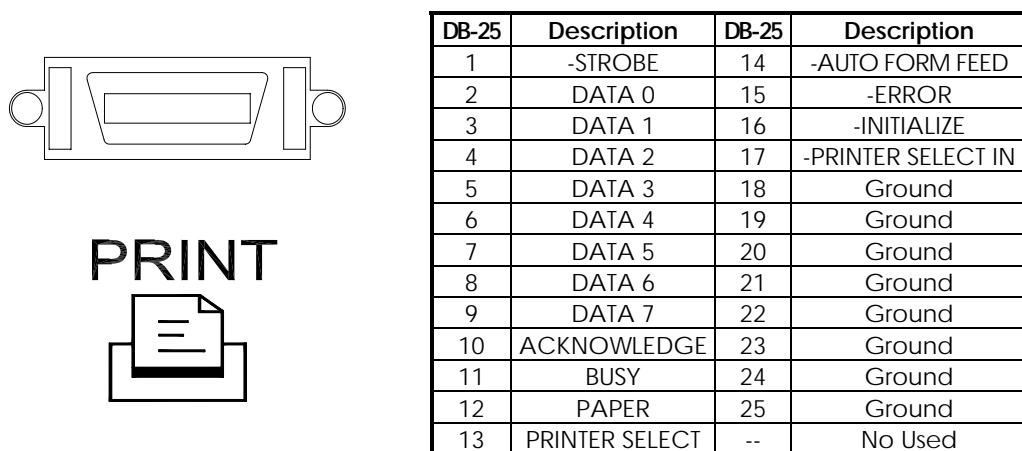 DB-25 Description DB-25 Description
1 -STROBE 14 -AUTO FORM FEED
2 DATA 0 15 -ERROR
3 DATA 1 16 -INITIALIZE
4 DATA 2 17 -PRINTER SELECT IN
5 DATA 3 18 Ground
6 DATA 4 19 Ground
7 DATA 5 20 Ground
8 DATA 6 21 Ground
9 DATA 7 22 Ground
10 ACKNOWLEDGE 23 Ground
11 BUSY 24 Ground
12 PAPER 25 Ground
13 PRINTER SELECT -- No Used
PRINT